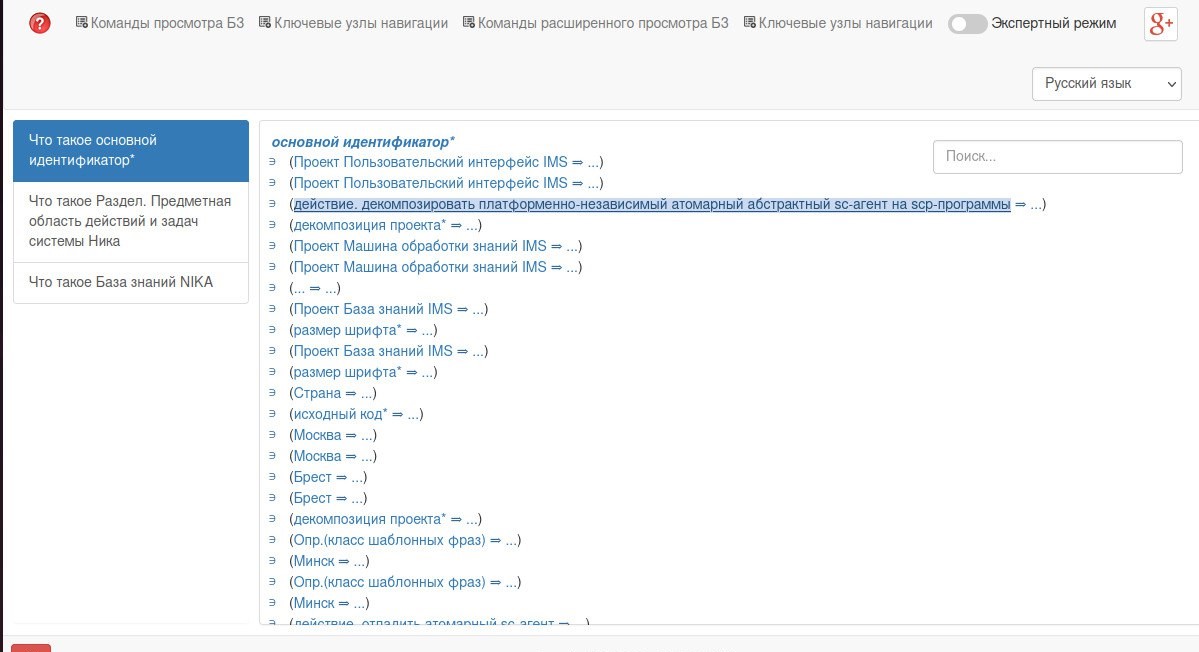 ? Команды просмотра БЗ Ключевые узлы навигации Команды расширенного просмотра БЗ Ключевые узлы навигации Экспертный режим g+
Русский язык
Что такое основной
идентификатор*
Что такое Раздел. Предметная
область действий и задач
системы Ника
Что такое База знаний NIKA
основной идентификатор*
Поиск...
∋ (Проект Пользовательский интерфейс IMS ⇒ ...)
∋ (Проект Пользовательский интерфейс IMS ⇒ ...)
∋ (действие. декомпозировать платформенно-независимый атомарный абстрактный sc-агент на scp-программы ⇒ ...)
∋ (декомпозиция проекта* ⇒ ...)
∋ (Проект Машина обработки знаний IMS ⇒ ...)
∋ (Проект Машина обработки знаний IMS ⇒ ...)
∋ (... ⇒ ...)
∋ (Проект База знаний IMS ⇒ ...)
∋ (размер шрифта* ⇒ ...)
∋ (Проект База знаний IMS ⇒ ...)
∋ (размер шрифта* ⇒ ...)
∋ (Страна ⇒ ...)
∋ (исходный код* ⇒ ...)
∋ (Москва ⇒ ...)
∋ (Москва ⇒ ...)
∋ (Брест ⇒ ...)
∋ (Брест ⇒ ...)
∋ (декомпозиция проекта* ⇒ ...)
∋ (Опр.(класс шаблонных фраз) ⇒ ...)
∋ (Минск ⇒ ...)
∋ (Опр.(класс шаблонных фраз) ⇒ ...)
∋ (Минск ⇒ ...)
∋ (действие. отладить атомарный sc-агент ⇒ ...)